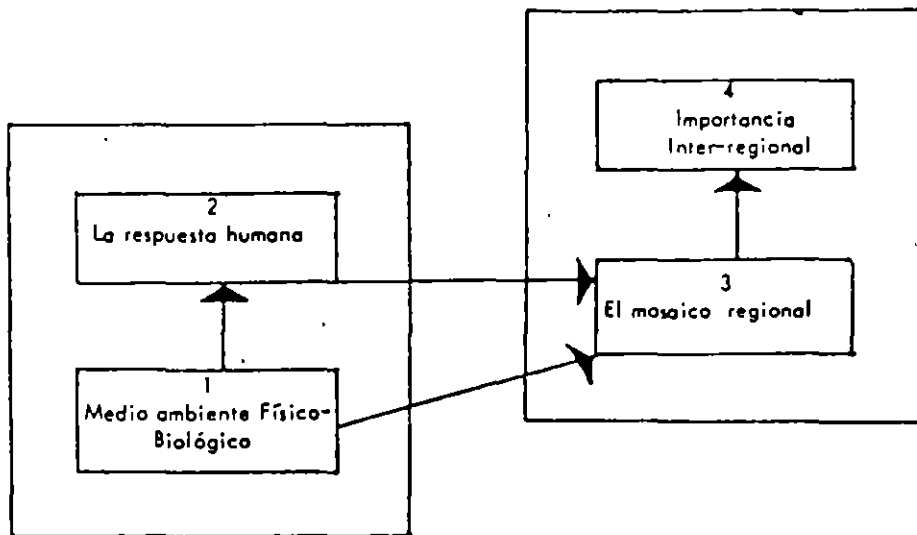 2
La respuesta humana
1
Medio ambiente Físico-
Biológico
4
Importancia
Inter-regional
3
El mosaico regional